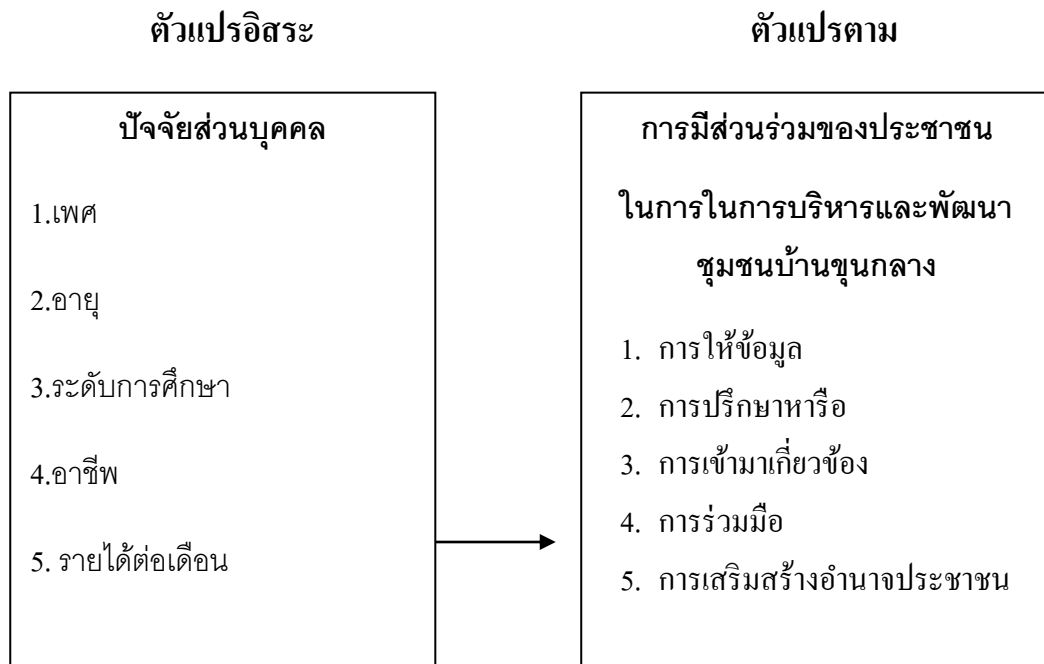 ตัวแปรอิสระ
ตัวแปรตาม
ปัจจัยส่วนบุคคล
1.เพศ
2.อายุ
3.ระดับการศึกษา
4.อาชีพ
5. รายได้ต่อเดือน
การมีส่วนร่วมของประชาชน
ในการในการบริหารและพัฒนา
ชุมชนบ้านขุนกลาง
1. การให้ข้อมูล
2. การปรึกษาหารือ
3. การเข้ามาเกี่ยวข้อง
4. การร่วมมือ
5. การเสริมสร้างอำนาจประชาชน